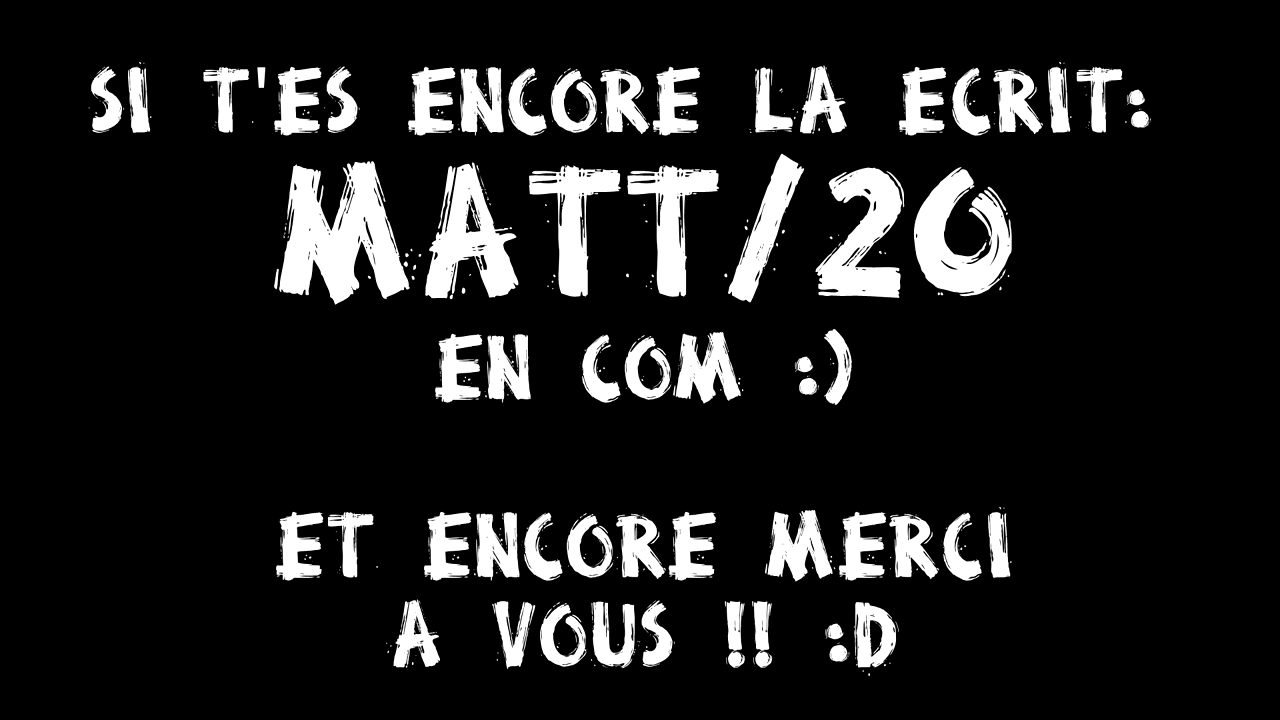 SI T'ES ENCORE LA ECRIT:
MATT/20
EN COM :)
ET ENCORE MERCI
A VOUS !! :D